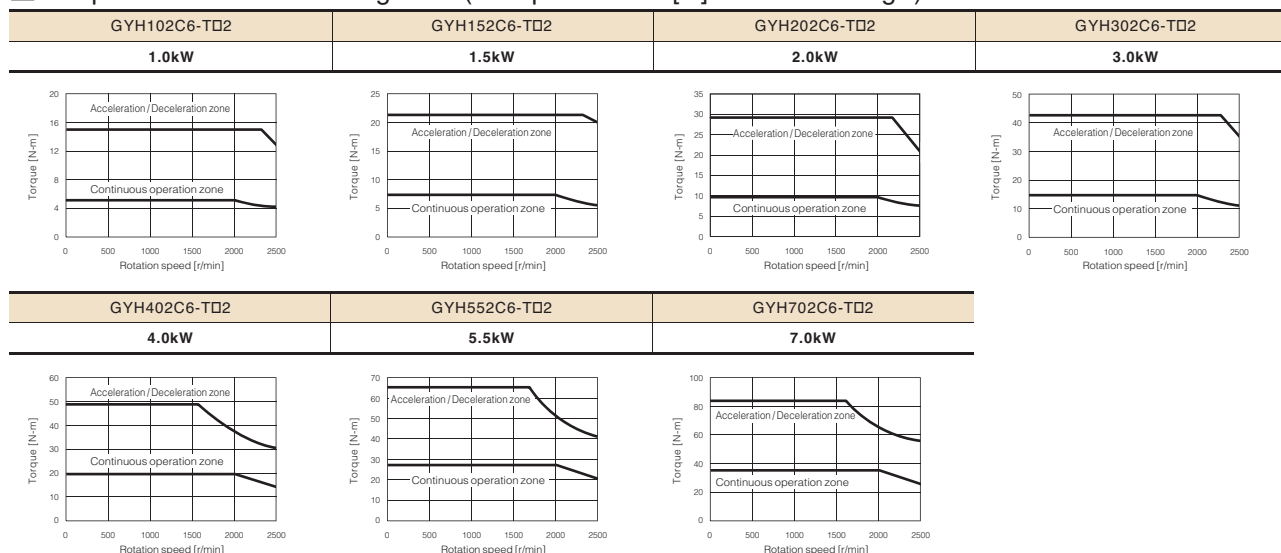 GYH102C6-T□2 GYH152C6-T□2 GYH202C6-T□2 GYH302C6-T□2
1.0kW 1.5kW 2.0kW 3.0kW
20
16
12
8
4
0
Torque [N-m]
Acceleration / Deceleration zone
Continuous operation zone
0 500 1000 1500 2000 2500
Rotation speed [r/min]
25
20
15
10
5
0
Torque [N-m]
Acceleration / Deceleration zone
Continuous operation zone
0 500 1000 1500 2000 2500
Rotation speed [r/min]
35
30
25
20
15
10
5
0
Torque [N-m]
Acceleration / Deceleration zone
Continuous operation zone
0 500 1000 1500 2000 2500
Rotation speed [r/min]
50
40
30
20
10
0
Torque [N-m]
Acceleration / Deceleration zone
Continuous operation zone
0 500 1000 1500 2000 2500
Rotation speed [r/min]
GYH402C6-T□2 GYH552C6-T□2 GYH702C6-T□2
4.0kW 5.5kW 7.0kW
60
50
40
30
20
10
0
Torque [N-m]
Acceleration / Deceleration zone
Continuous operation zone
0 500 1000 1500 2000 2500
Rotation speed [r/min]
70
60
50
40
30
20
10
0
Torque [N-m]
Acceleration / Deceleration zone
Continuous operation zone
0 500 1000 1500 2000 2500
Rotation speed [r/min]
100
80
60
40
20
0
Torque [N-m]
Acceleration / Deceleration zone
Continuous operation zone
0 500 1000 1500 2000 2500
Rotation speed [r/min]